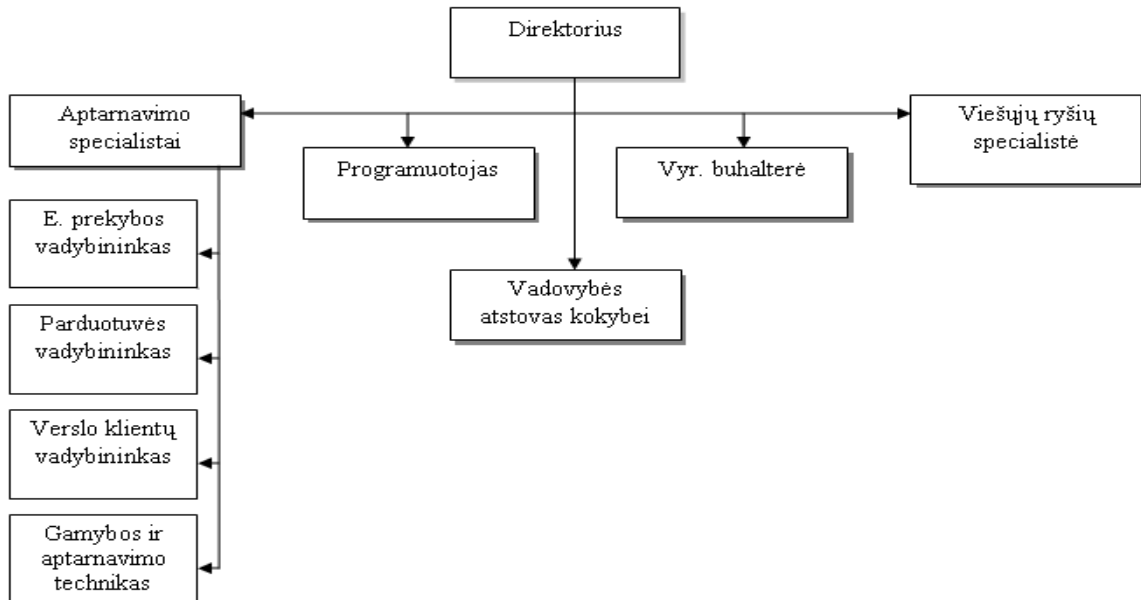 Direktorius
Aptarnavimo
specialistai
Viešųjų ryšių
specialistė
Programuotojas
Vyr. buhalterė
E. prekybos
vadybininkas
Vadovybės
atstovas kokybei
Parduotuvės
vadybininkas
Verslo klientų
vadybininkas
Gamybos ir
aptarnavimo
technikas